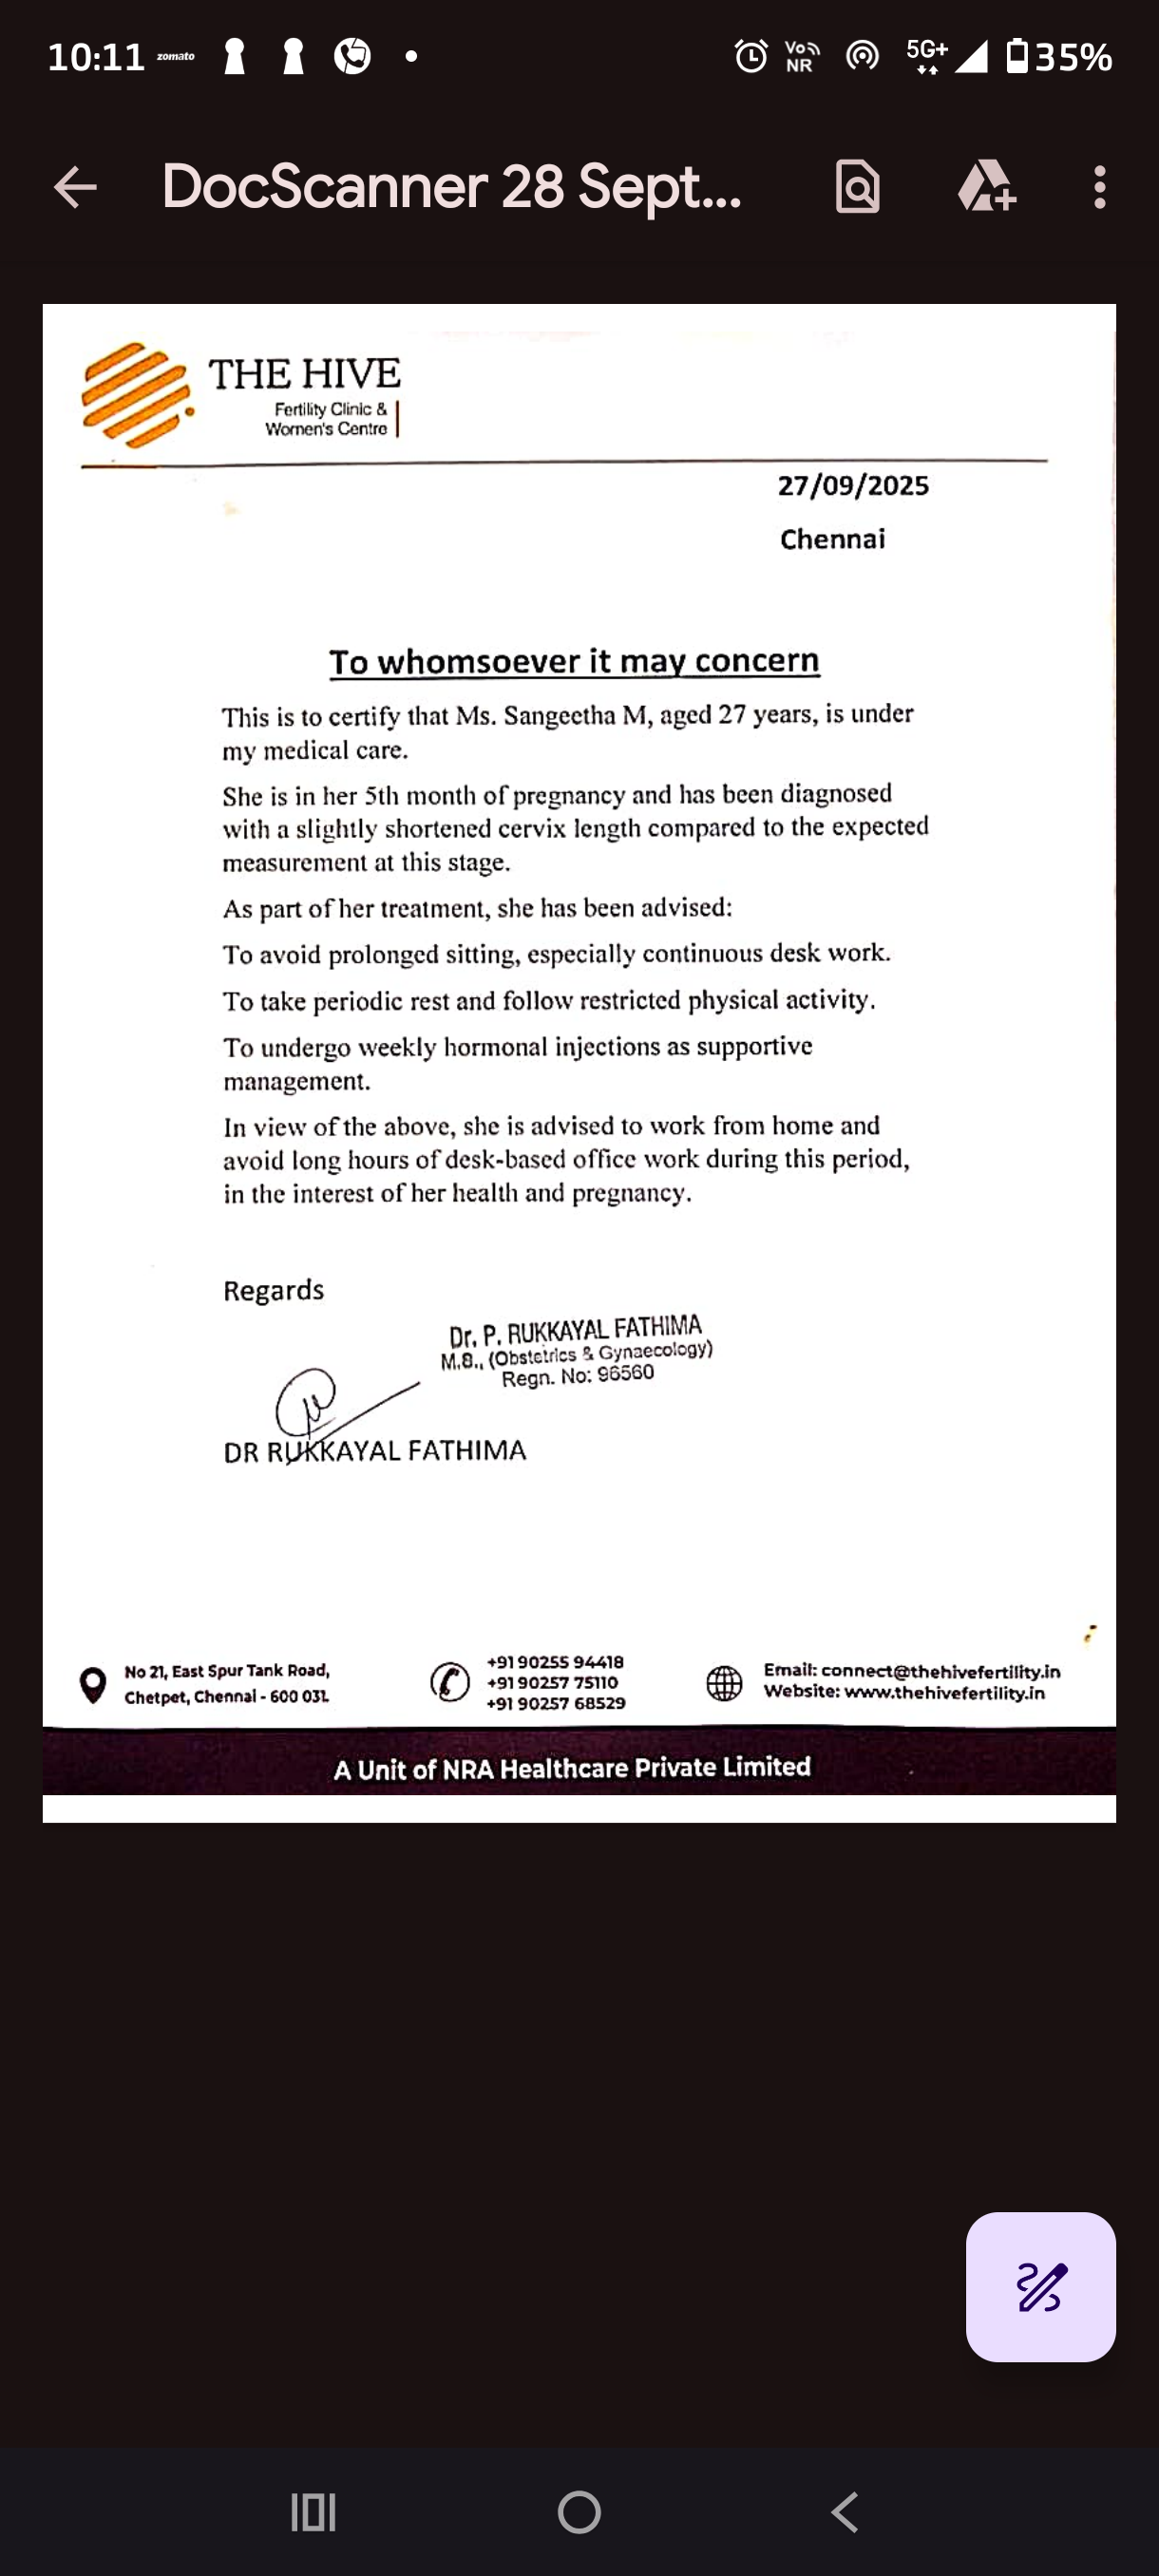 10:11 zomato
Vo NR 5G+ 35%
DocScanner 28 Sept...
THE HIVE
Fertility Clinic &
Women's Centre
27/09/2025
Chennai
To whomsoever it may concern
This is to certify that Ms. Sangeetha M, aged 27 years, is under
my medical care.
She is in her 5th month of pregnancy and has been diagnosed
with a slightly shortened cervix length compared to the expected
measurement at this stage.
As part of her treatment, she has been advised:
To avoid prolonged sitting, especially continuous desk work.
To take periodic rest and follow restricted physical activity.
To undergo weekly hormonal injections as supportive
management.
In view of the above, she is advised to work from home and
avoid long hours of desk-based office work during this period,
in the interest of her health and pregnancy.
Regards
Dr. P. RUKKAYAL FATHIMA
M.S., (Obstetrics & Gynaecology)
Regn. No: 96560
DR RUKKAYAL FATHIMA
No 21, East Spur Tank Road,
Chetpet, Chennai - 600 031.
+91 90255 94418
+91 90257 75110
+91 90257 68529
Email: connect@thehivefertility.in
Website: www.thehivefertility.in
A Unit of NRA Healthcare Private Limited